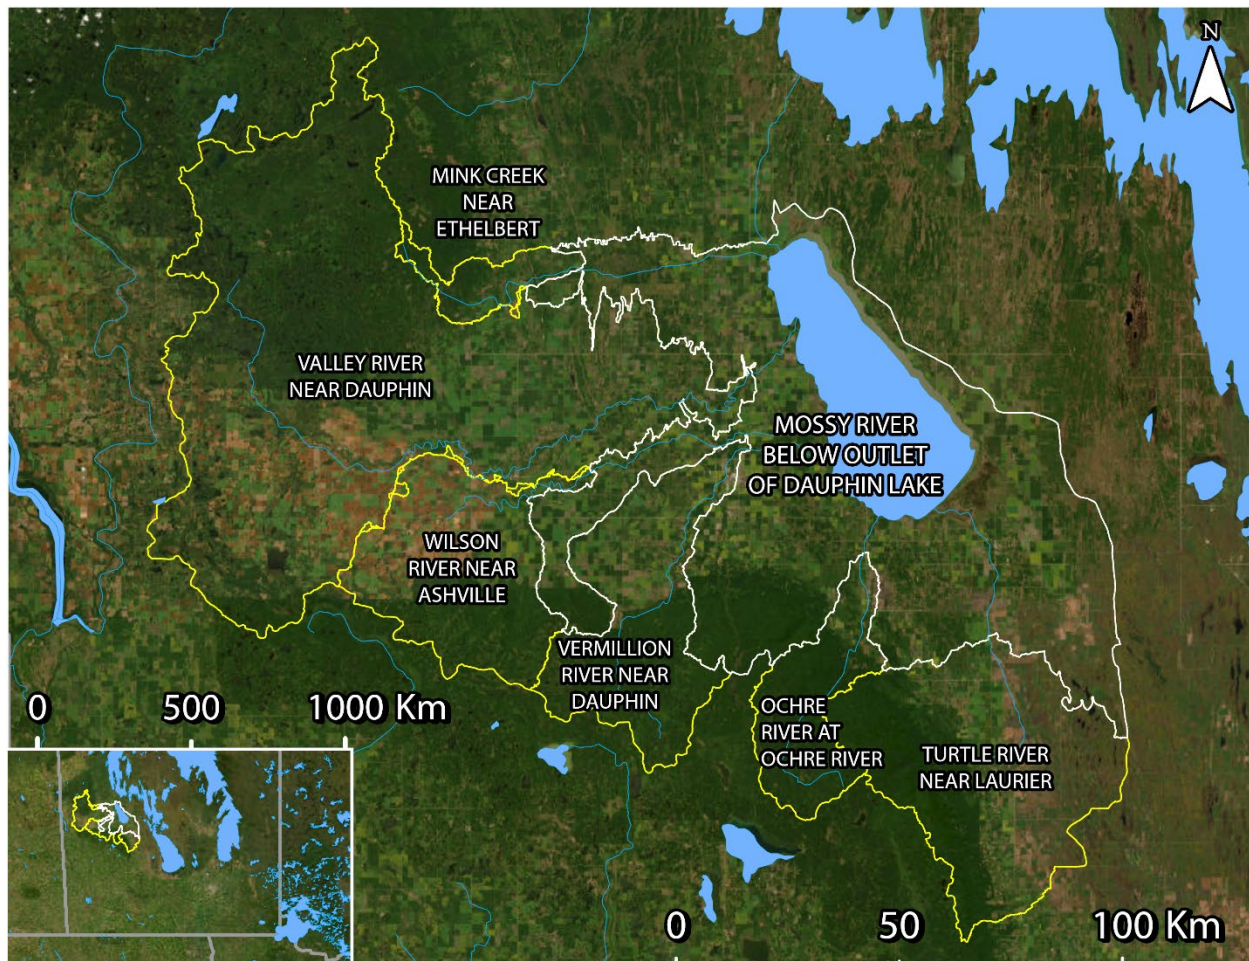 N
MINK CREEK
NEAR
ETHELBERT
VALLEY RIVER
NEAR DAUPHIN
MOSSY RIVER
BELOW OUTLET
OF DAUPHIN LAKE
WILSON
RIVER NEAR
ASHVILLE
VERMILLION
RIVER NEAR
DAUPHIN
OCHRE
RIVER AT
OCHRE RIVER
TURTLE RIVER
NEAR LAURIER
0 500 1000 Km
0 50 100 Km